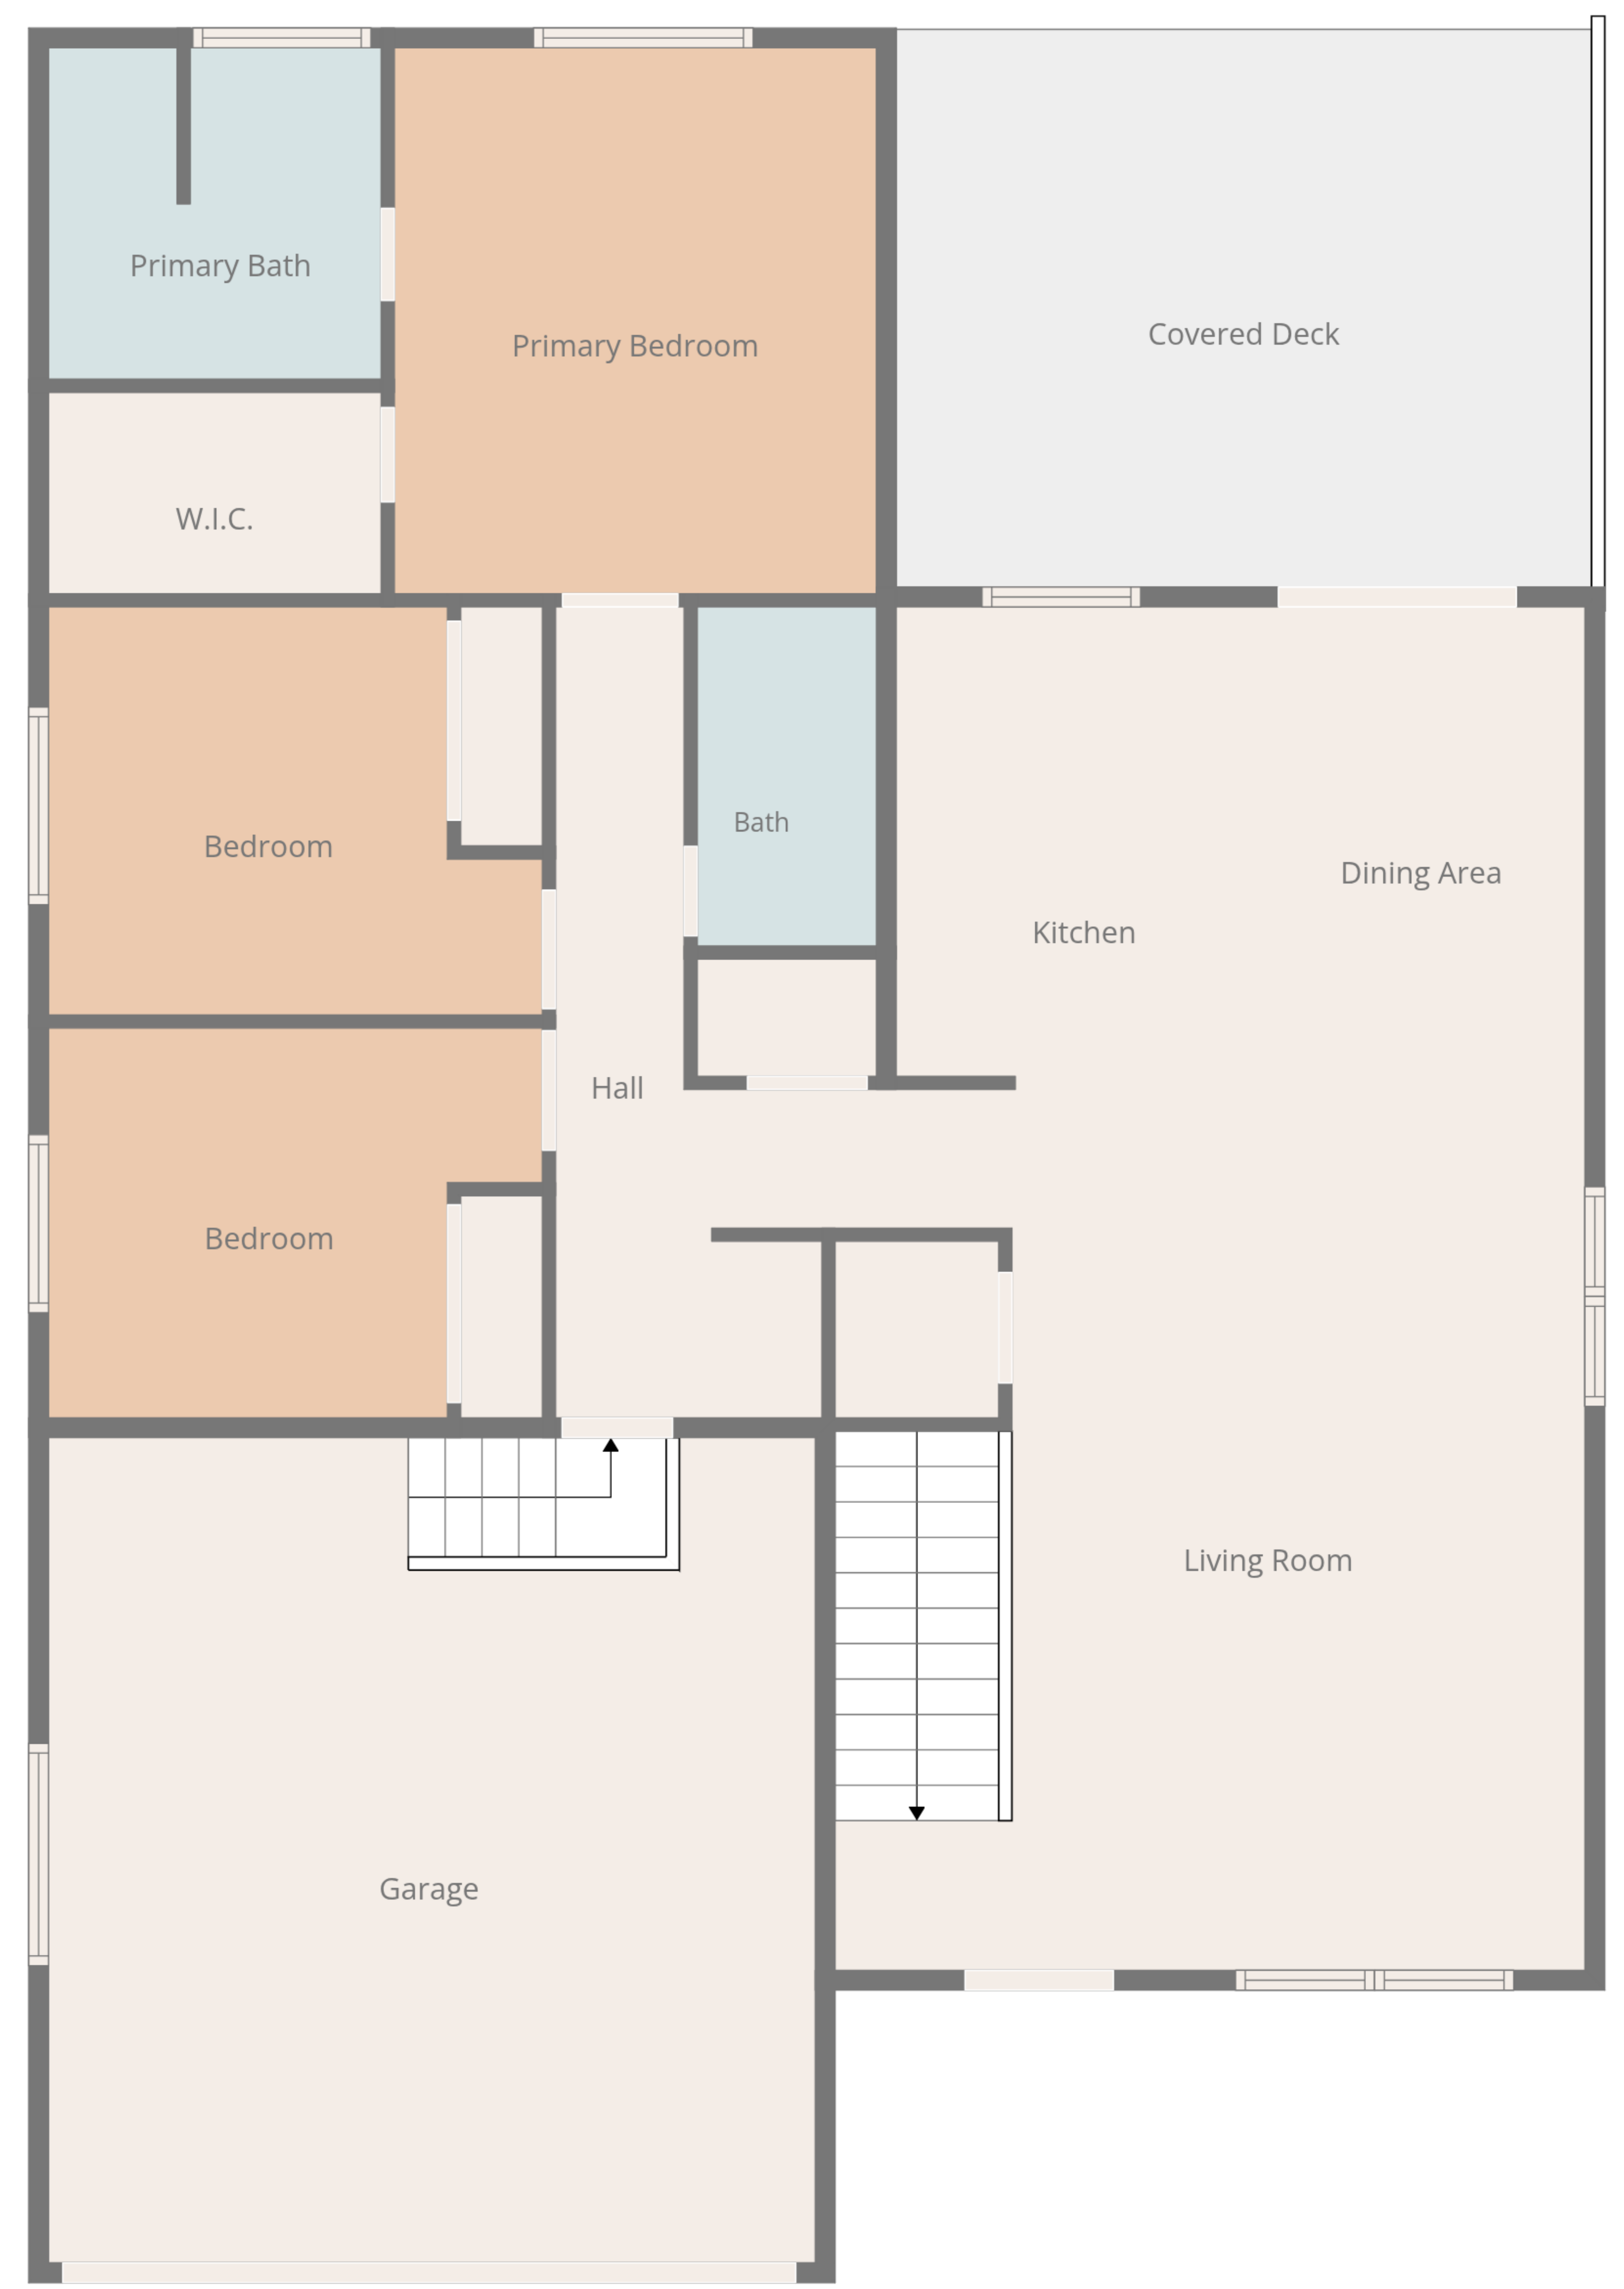 Primary Bath
Covered Deck
Primary Bedroom
W.I.C.
Bath
Bedroom
Dining Area
Kitchen
Hall
Bedroom
Living Room
Garage